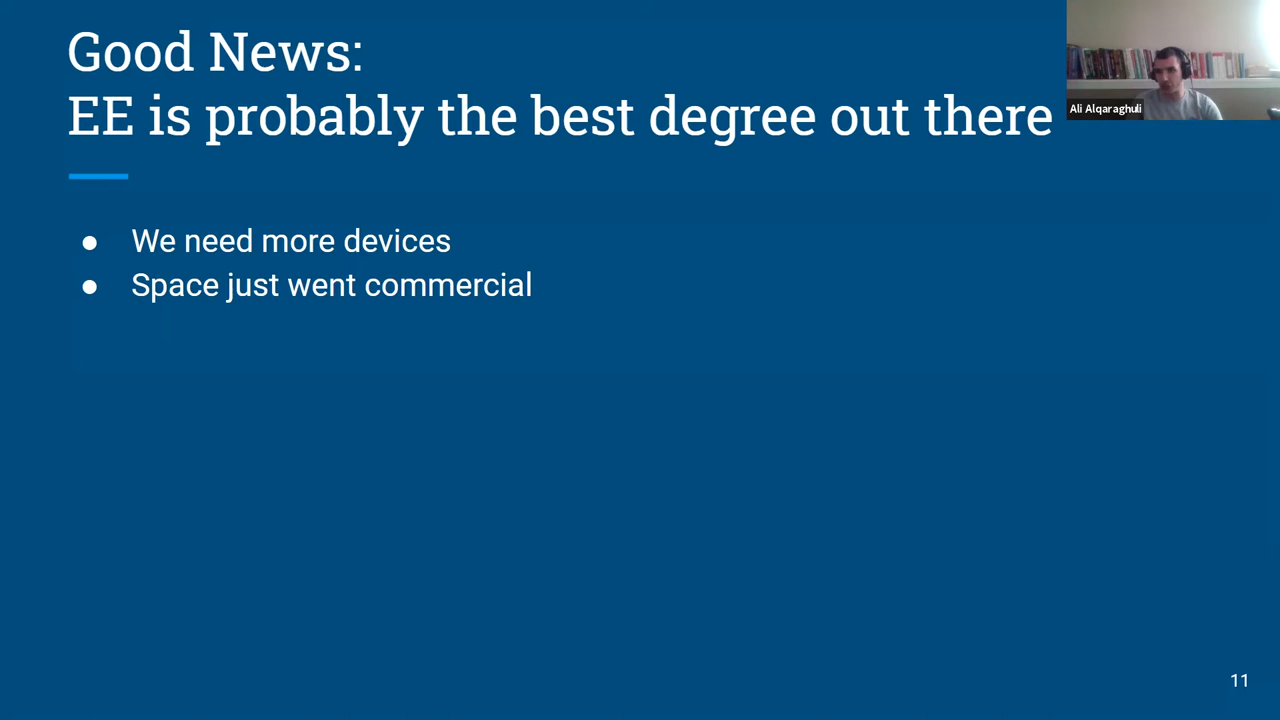 Good News:
EE is probably the best degree out there
Ali Alqaraghuli
● We need more devices
● Space just went commercial
11